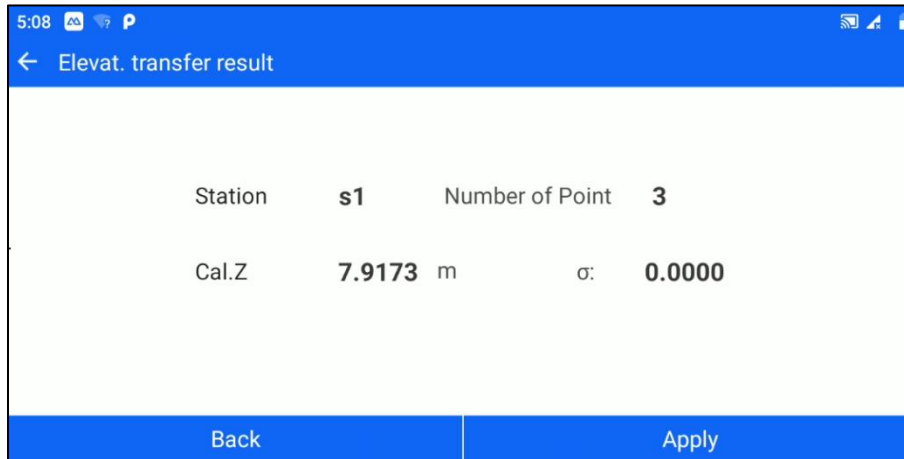 5:08 ? P
Elevat. transfer result
Station s1 Number of Point 3
Cal.Z 7.9173 m σ: 0.0000
Back Apply